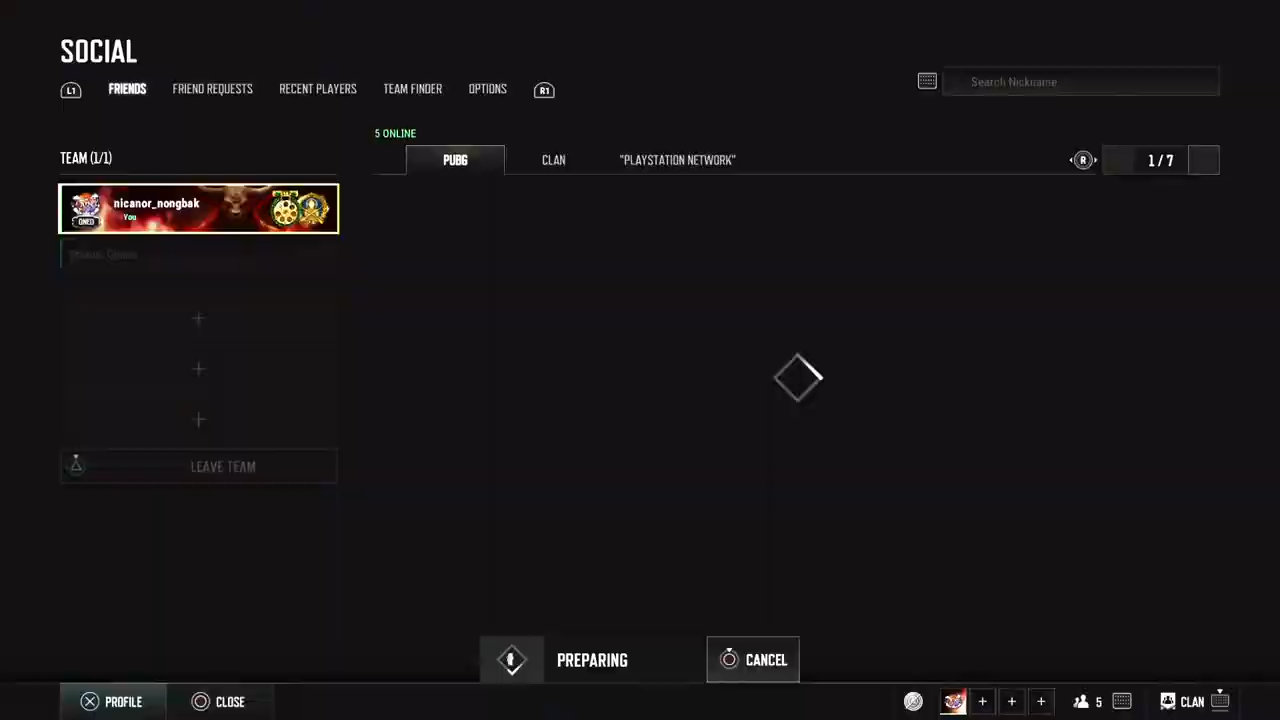 SOCIAL
L1 FRIENDS FRIEND REQUESTS RECENT PLAYERS TEAM FINDER OPTIONS R1
Search Nickname
5 ONLINE
TEAM (1/1)
PUBG CLAN "PLAYSTATION NETWORK"
R 1 / 7
nicanor_nongbak
You
QNED
LEAVE TEAM
PREPARING
CANCEL
PROFILE CLOSE
5 CLAN